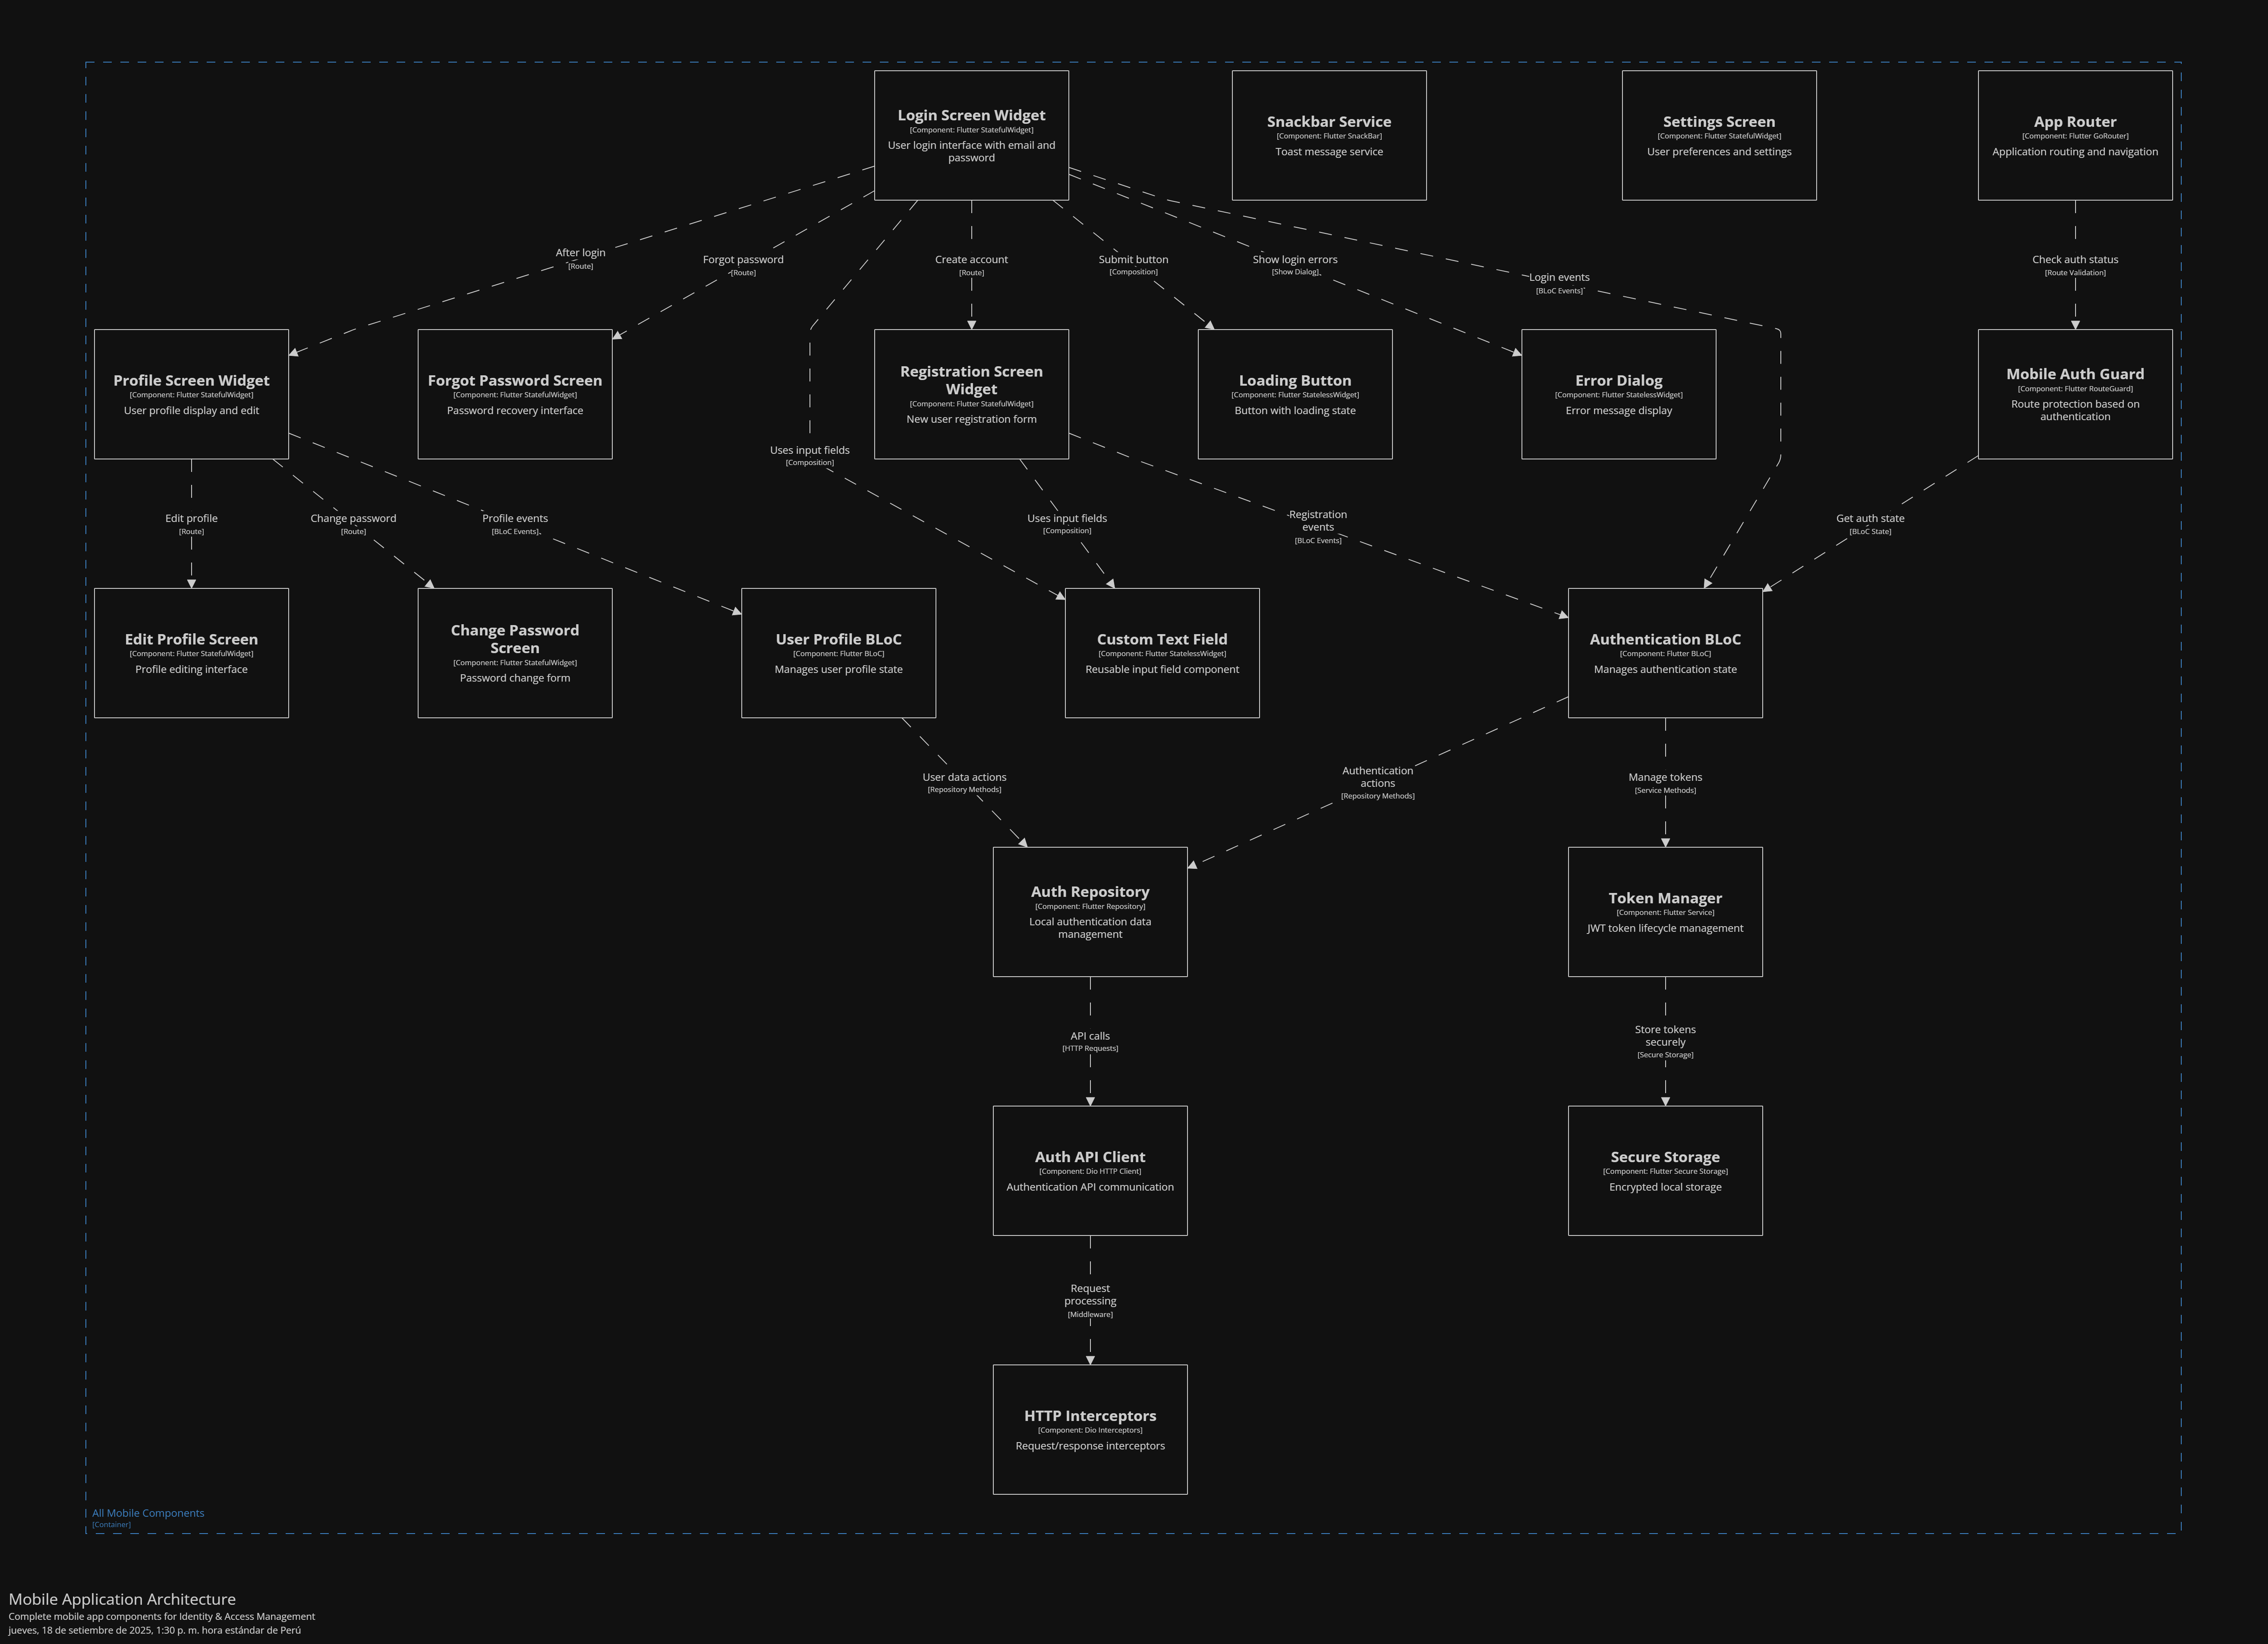 Login Screen Widget
[Component: Flutter StatefulWidget]
User login interface with email and
password
Snackbar Service
[Component: Flutter SnackBar]
Toast message service
Settings Screen
[Component: Flutter StatefulWidget]
User preferences and settings
App Router
[Component: Flutter GoRouter]
Application routing and navigation
After login
[Route]
Forgot password
[Route]
Create account
[Route]
Submit button
[Composition]
Show login errors
[Show Dialog]
Login events
[BLoC Events]
Check auth status
[Route Validation]
Profile Screen Widget
[Component: Flutter StatefulWidget]
User profile display and edit
Forgot Password Screen
[Component: Flutter StatefulWidget]
Password recovery interface
Registration Screen
Widget
[Component: Flutter StatefulWidget]
New user registration form
Loading Button
[Component: Flutter StatelessWidget]
Button with loading state
Error Dialog
[Component: Flutter StatelessWidget]
Error message display
Mobile Auth Guard
[Component: Flutter RouteGuard]
Route protection based on
authentication
Uses input fields
[Composition]
Edit profile
[Route]
Change password
[Route]
Profile events
[BLoC Events]
Uses input fields
[Composition]
Registration
events
[BLoC Events]
Get auth state
[BLoC State]
Edit Profile Screen
[Component: Flutter StatefulWidget]
Profile editing interface
Change Password
Screen
[Component: Flutter StatefulWidget]
Password change form
User Profile BLoC
[Component: Flutter BLoC]
Manages user profile state
Custom Text Field
[Component: Flutter StatelessWidget]
Reusable input field component
Authentication BLoC
[Component: Flutter BLoC]
Manages authentication state
User data actions
[Repository Methods]
Authentication
actions
[Repository Methods]
Manage tokens
[Service Methods]
Auth Repository
[Component: Flutter Repository]
Local authentication data
management
Token Manager
[Component: Flutter Service]
JWT token lifecycle management
API calls
[HTTP Requests]
Store tokens
securely
[Secure Storage]
Auth API Client
[Component: Dio HTTP Client]
Authentication API communication
Secure Storage
[Component: Flutter Secure Storage]
Encrypted local storage
Request
processing
[Middleware]
HTTP Interceptors
[Component: Dio Interceptors]
Request/response interceptors
All Mobile Components
[Container]
Mobile Application Architecture
Complete mobile app components for Identity & Access Management
jueves, 18 de setiembre de 2025, 1:30 p. m. hora estándar de Perú